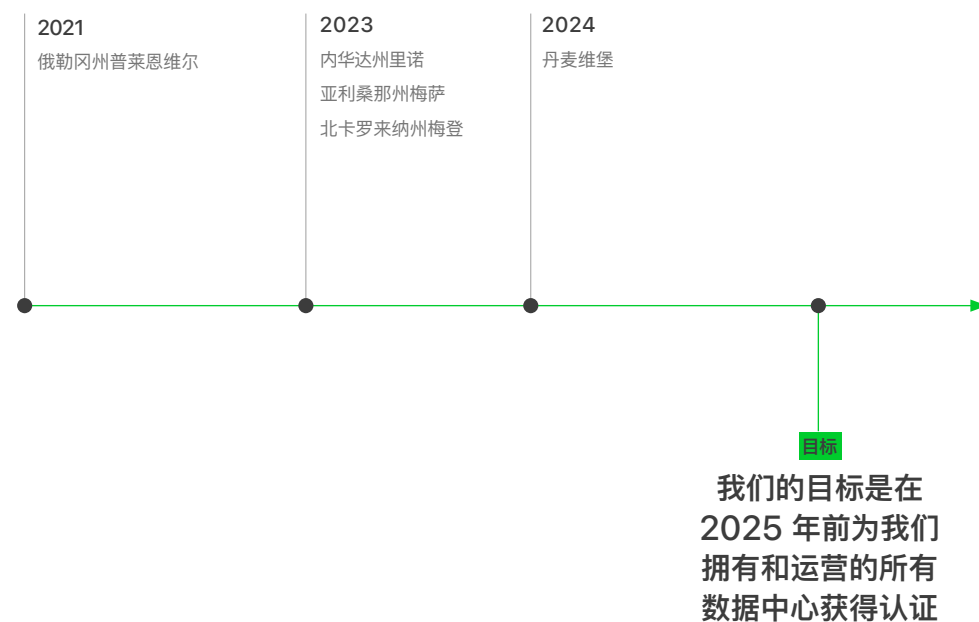 2021
俄勒冈州普莱恩维尔
2023
内华达州里诺
亚利桑那州梅萨
北卡罗来纳州梅登
2024
丹麦维堡
目标
我们的目标是在
2025 年前为我们
拥有和运营的所有
数据中心获得认证